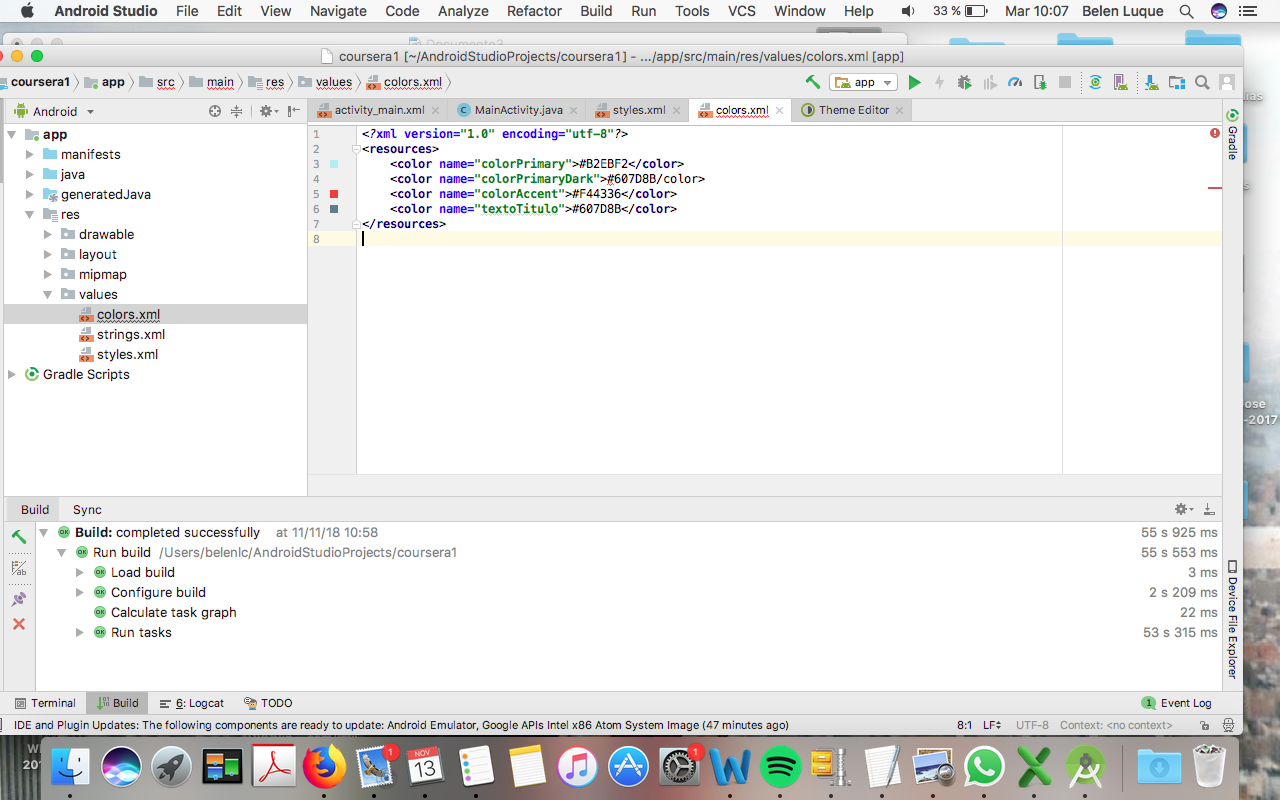 Android Studio File Edit View Navigate Code Analyze Refactor Build Run Tools VCS Window Help 33 % Mar 10:07 Belen Luque
coursera1 [~/AndroidStudioProjects/coursera1] - .../app/src/main/res/values/colors.xml [app]
coursera1 app src main res values colors.xml app
Android activity_main.xml MainActivity.java styles.xml colors.xml Theme Editor
app
manifests
java
generatedJava
res
drawable
layout
mipmap
values
colors.xml
strings.xml
styles.xml
Gradle Scripts
1 <?xml version="1.0" encoding="utf-8"?>
2 <resources>
3 <color name="colorPrimary">#B2EBF2</color>
4 <color name="colorPrimaryDark">#607D8B/color>
5 <color name="colorAccent">#F44336</color>
6 <color name="textoTitulo">#607D8B</color>
7 </resources>
8
Gradle
Device File Explorer
ose
-2017
Build Sync
Build: completed successfully at 11/11/18 10:58 55 s 925 ms
Run build /Users/belenlc/AndroidStudioProjects/coursera1 55 s 553 ms
Load build 3 ms
Configure build 2 s 209 ms
Calculate task graph 22 ms
Run tasks 53 s 315 ms
Terminal Build 6: Logcat TODO 1 Event Log
IDE and Plugin Updates: The following components are ready to update: Android Emulator, Google APIs Intel x86 Atom System Image (47 minutes ago) 8:1 LF UTF-8 Context: <no context>
1 NOV 13 1